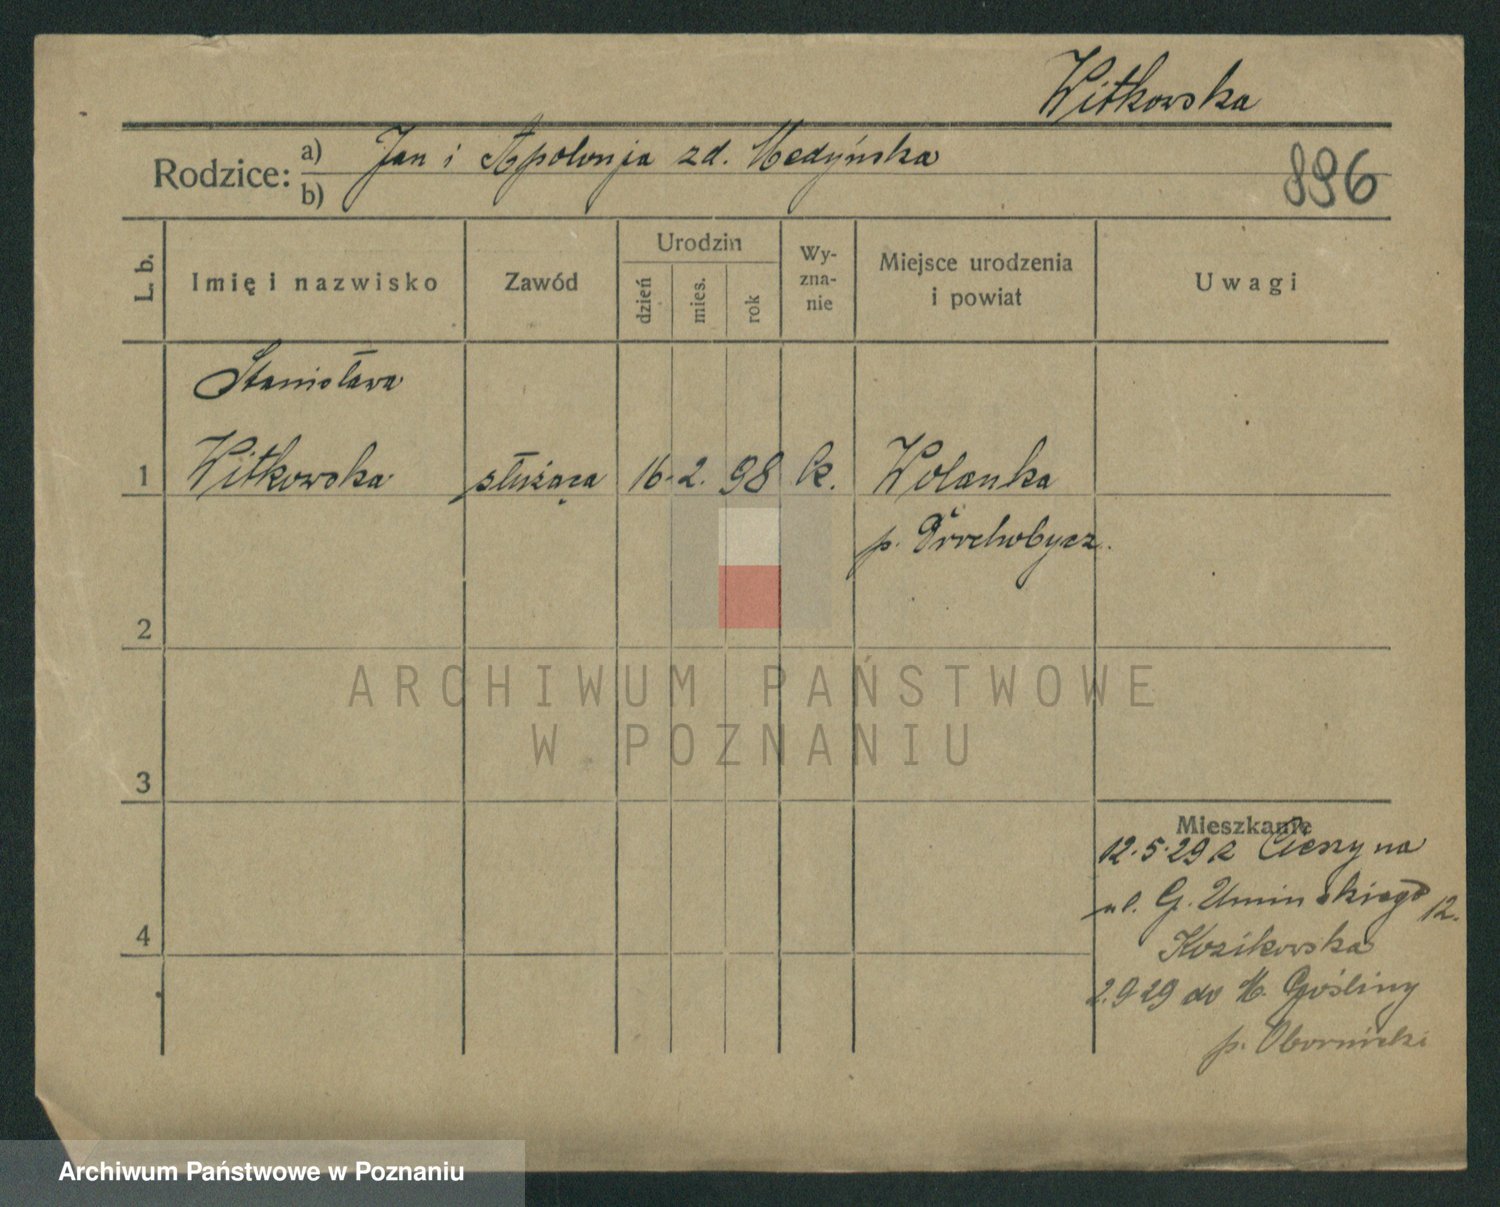 Witkowska
Rodzice: a) Jan i Apolonja zd. Medyńska
b)
896
L. b.
Imię i nazwisko
Zawód
Urodzin
dzień
mies.
rok
Wy-
zna-
nie
Miejsce urodzenia
i powiat
Uwagi
Stanisława
1 Witkowska służąca 16. 2. 98 k. Wolanka
p. Drohobycz.
2
ARCHIWUM PAŃSTWOWE
W POZNANIU
3
Mieszkanie
12.5.29 z Cieszyna
ul. G. Umińskiego 12.
4 Kozikowska
2.9 29 do M. Gośliny
p. Obornicki
Archiwum Państwowe w Poznaniu